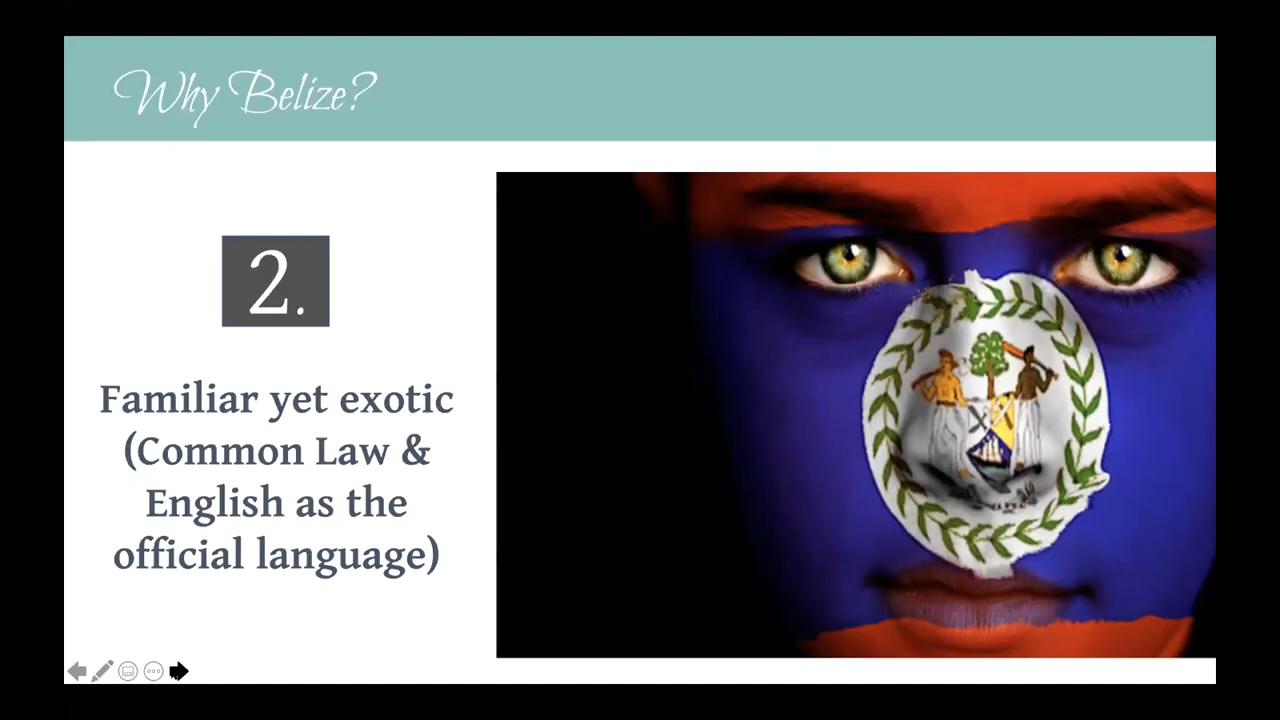 Why Belize?
2.
Familiar yet exotic
(Common Law &
English as the
official language)